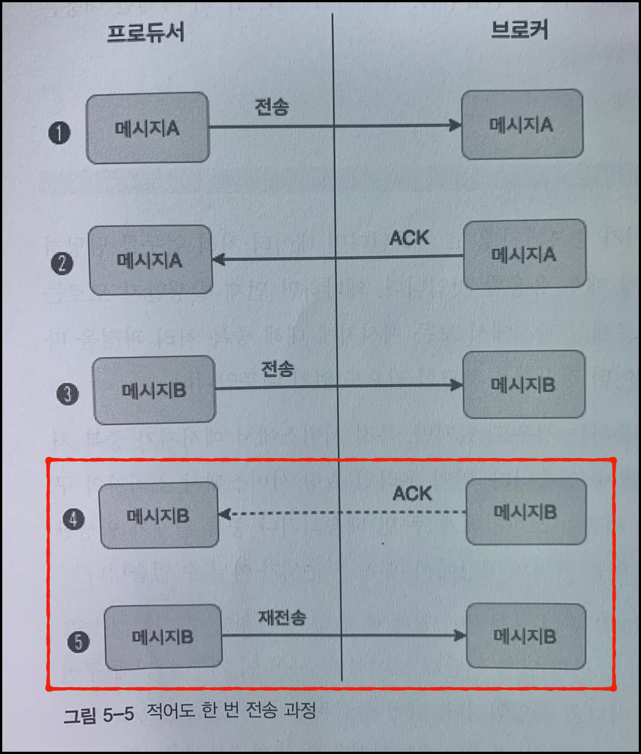 프로듀서 브로커
전송
❶ 메시지A 메시지A
ACK
❷ 메시지A 메시지A
전송
❸ 메시지B 메시지B
ACK
❹ 메시지B 메시지B
재전송
❺ 메시지B 메시지B
그림 5-5 적어도 한 번 전송 과정